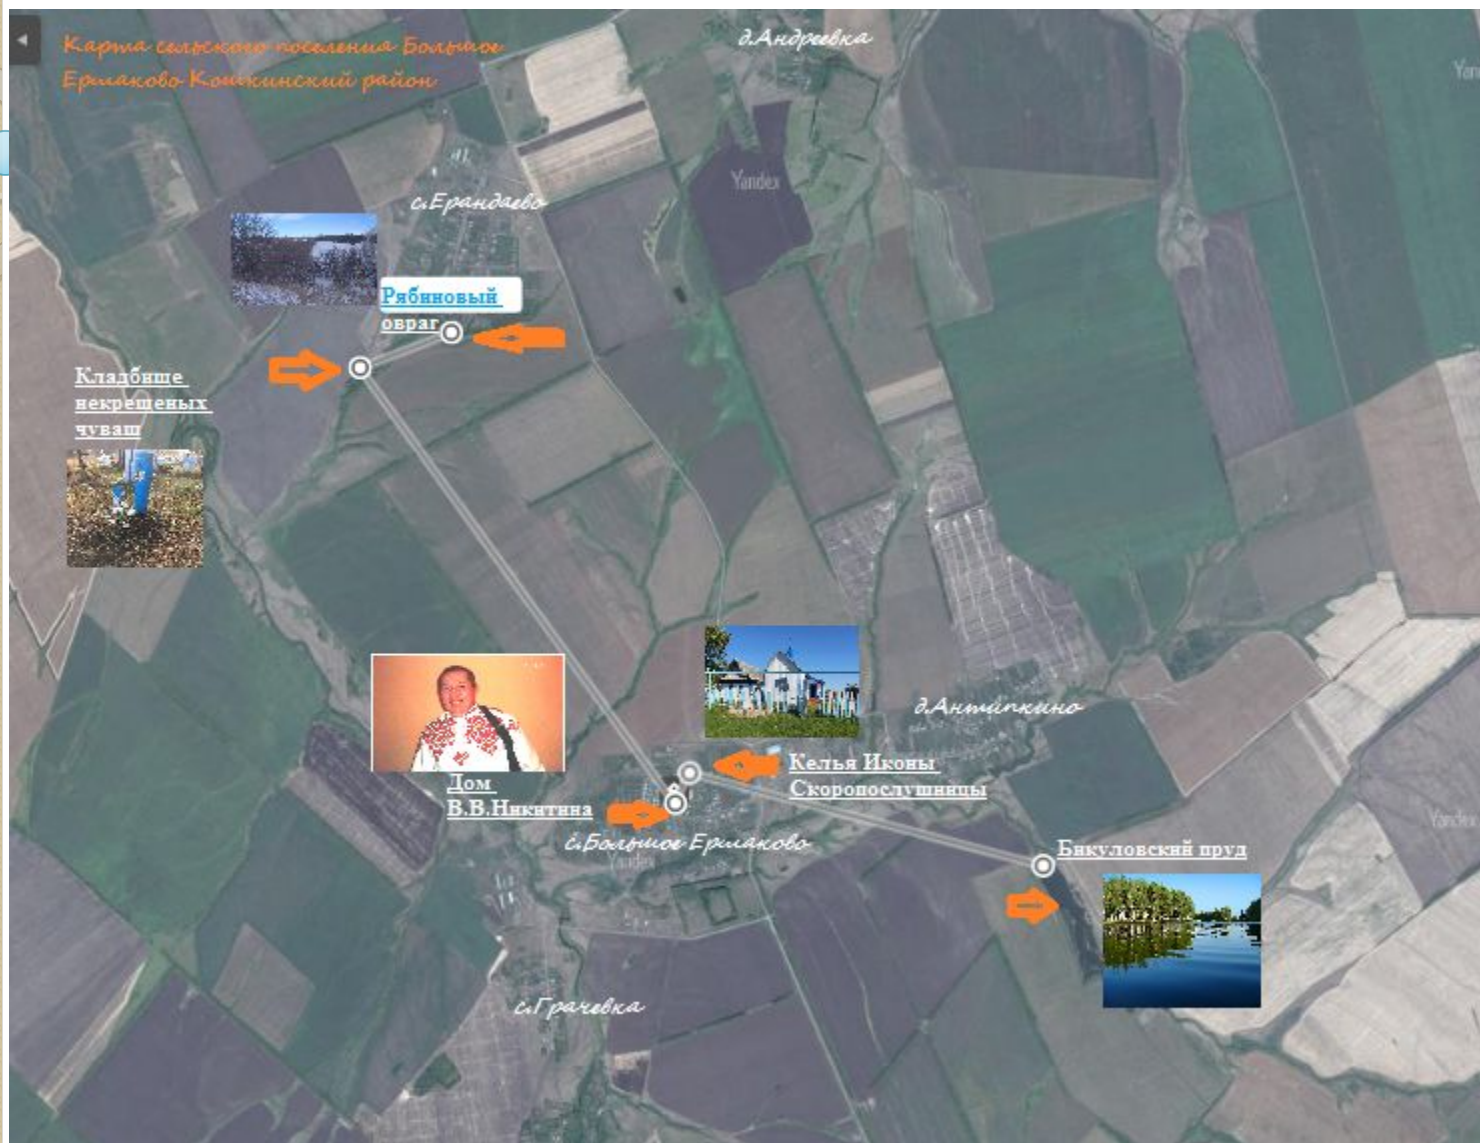 Карта сельского поселения Большое
Ермаково Кошкинский район
д.Андреевка
Yandex
с.Ерандаево
Рябиновый
овраг
Кладбище
некрещеных
чуваш
д.Антипкино
Келья Иконы
Скоропослушницы
Дом
В.В.Никитина
с.Большое Ермаково
Yandex
Yandex
Бикуловский пруд
с.Грачевка